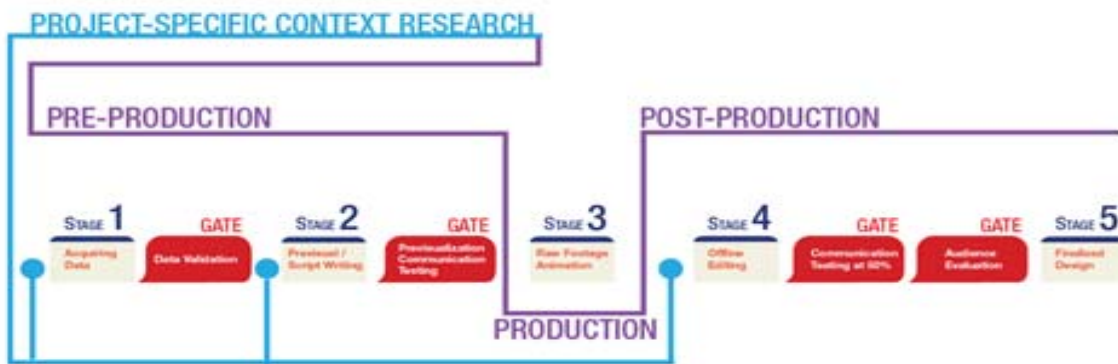 PROJECT-SPECIFIC CONTEXT RESEARCH
PRE-PRODUCTION
POST-PRODUCTION
STAGE 1
GATE
STAGE 2
GATE
STAGE 3
STAGE 4
GATE
GATE
STAGE 5
Acquiring
Data
Data Validation
Previsual /
Script Writing
Previsualization
Communication
Testing
Raw Footage
Animation
Offline
Editing
Communication
Testing at
Audience
Evaluation
Finalized
Design
PRODUCTION